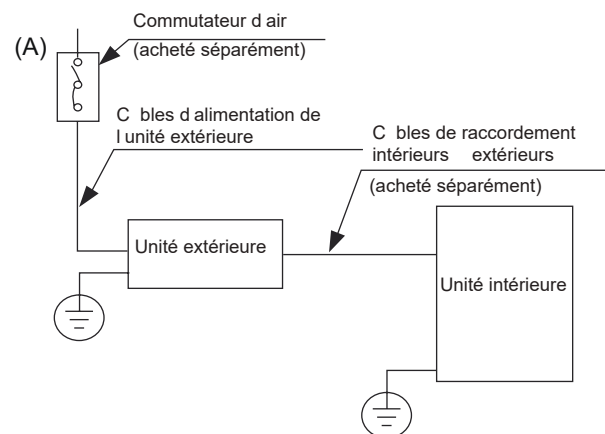 Commutateur d air
(A)
(acheté séparément)
C bles d alimentation de
l unité extérieure
C bles de raccordement
intérieurs extérieurs
(acheté séparément)
Unité extérieure
Unité intérieure